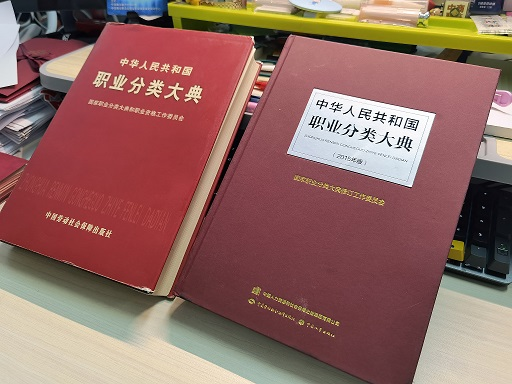 中华人民共和国
职业分类大典
国家职业分类大典和职业资格工作委员会
中国劳动社会保障出版社
中华人民共和国
职业分类大典
(2015年版)
国家职业分类大典修订工作委员会